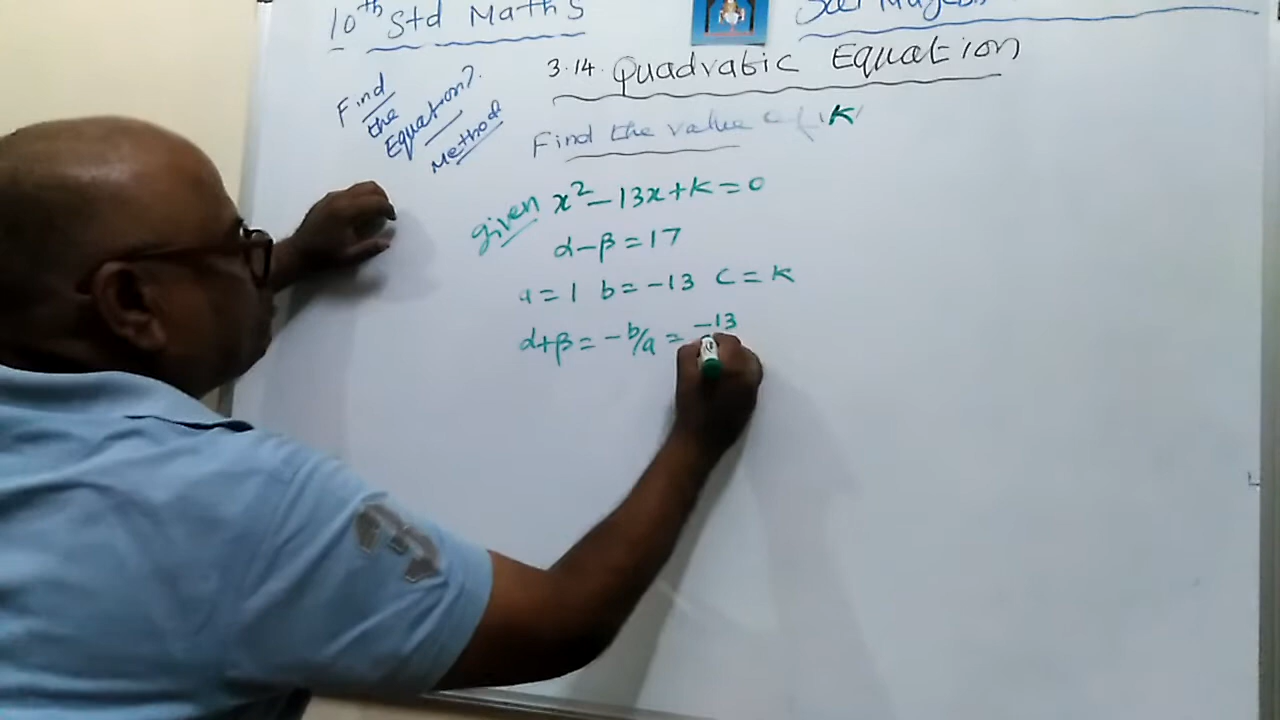 10th Std Maths
3.14. Quadratic Equation
Find
the
Equation?
Method
Find the value of 'K'
given x² - 13x + k = 0
α - β = 17
a = 1 b = -13 c = k
α + β = -b/a = -13